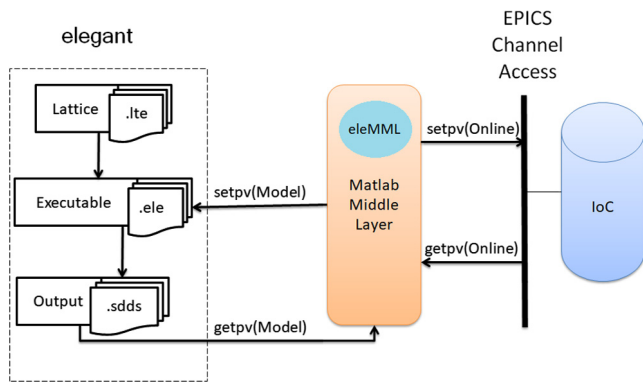 elegant
EPICS
Channel
Access
Lattice
.lte
eleMML
setpv(Online)
Executable
.ele
setpv(Model)
Matlab
Middle
Layer
IoC
getpv(Online)
Output
.sdds
getpv(Model)